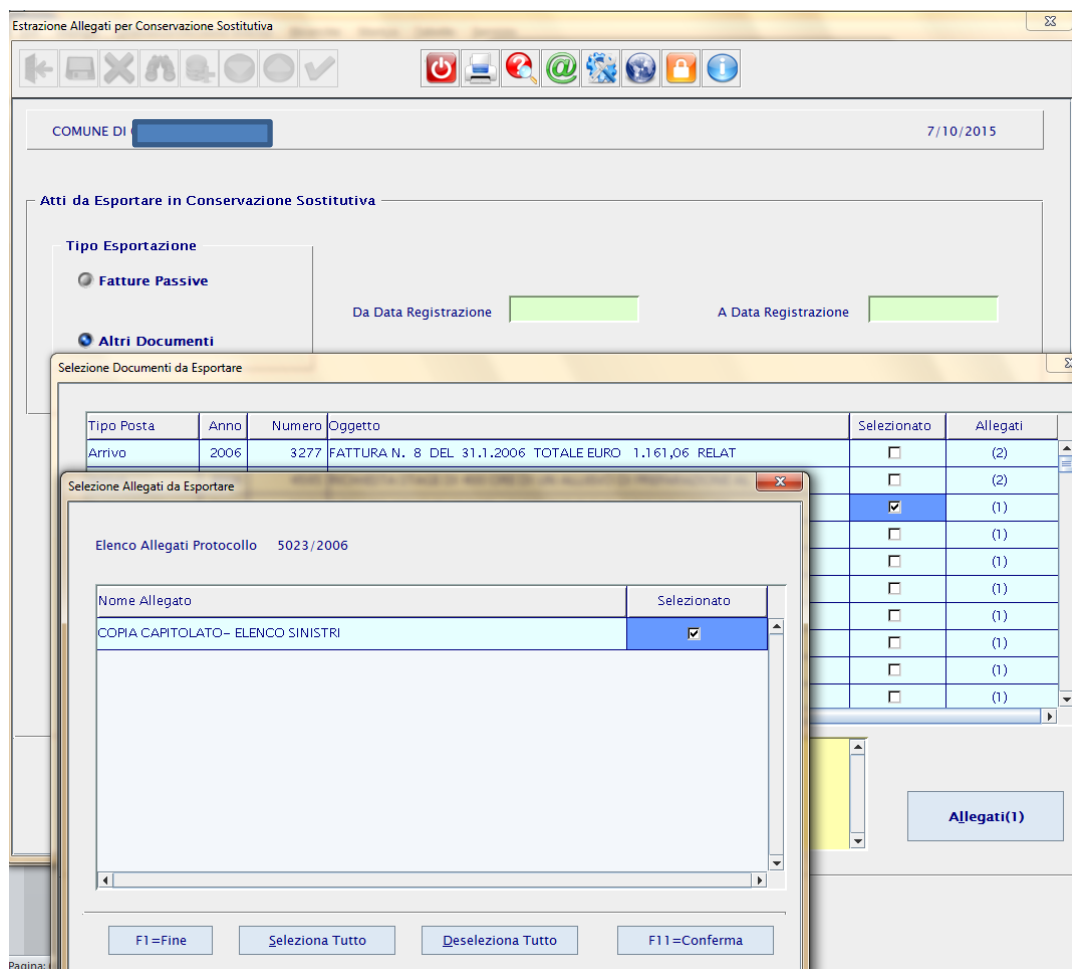 Estrazione Allegati per Conservazione Sostitutiva
COMUNE DI
7/10/2015
Atti da Esportare in Conservazione Sostitutiva
Tipo Esportazione
Fatture Passive
Da Data Registrazione A Data Registrazione
Altri Documenti
Selezione Documenti da Esportare
Tipo Posta Anno Numero Oggetto Selezionato Allegati
Arrivo 2006 3277 FATTURA N. 8 DEL 31.1.2006 TOTALE EURO 1.161,06 RELAT (2)
(2)
(1)
(1)
(1)
(1)
(1)
(1)
(1)
(1)
Selezione Allegati da Esportare
Elenco Allegati Protocollo 5023/2006
Nome Allegato Selezionato
COPIA CAPITOLATO- ELENCO SINISTRI
Allegati(1)
F1=Fine Seleziona Tutto Deseleziona Tutto F11=Conferma
Pagina: